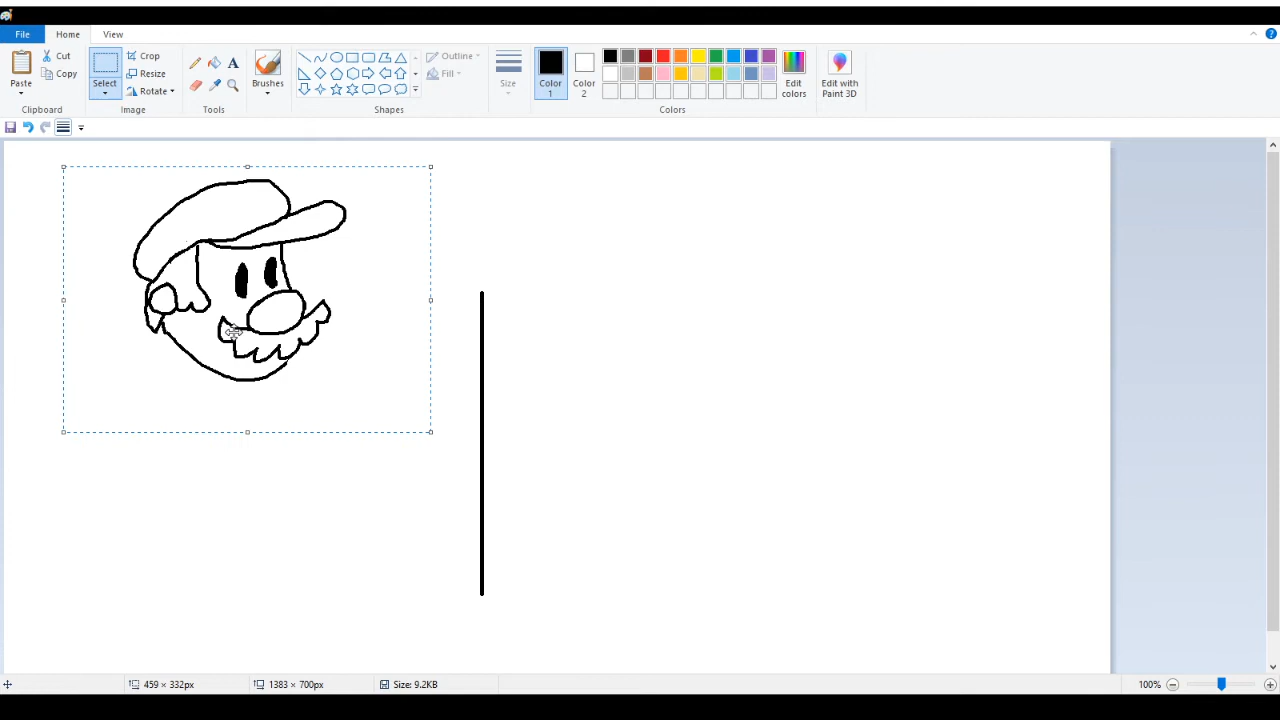 File Home View
Cut
Crop
Outline
Copy
Resize
Fill
Paste Select Rotate Brushes Size Color 1 Color 2 Edit colors Edit with Paint 3D
Clipboard Image Tools Shapes Colors
459 × 332px 1383 × 700px Size: 9.2KB 100%